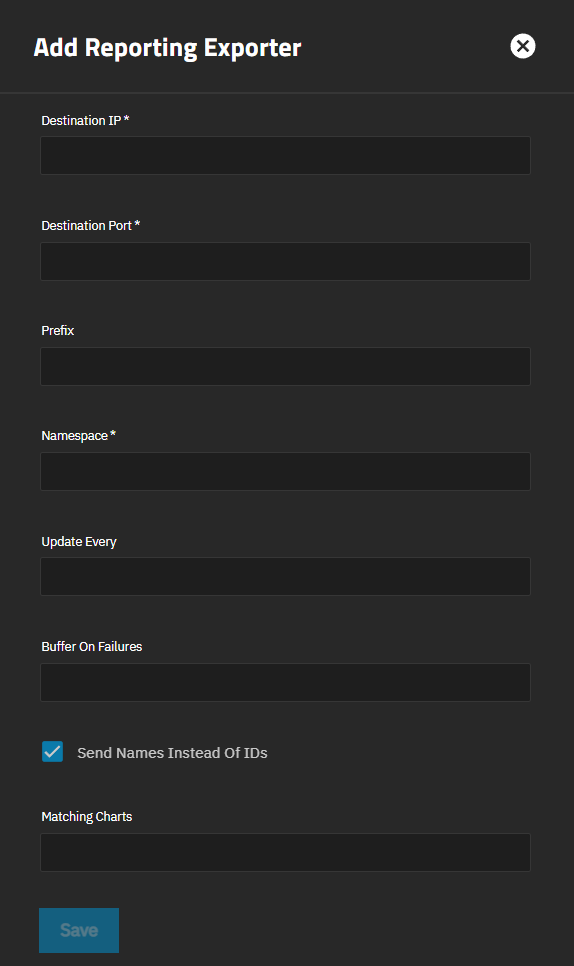 Add Reporting Exporter
Destination IP *
Destination Port *
Prefix
Namespace *
Update Every
Buffer On Failures
Send Names Instead Of IDs
Matching Charts
Save